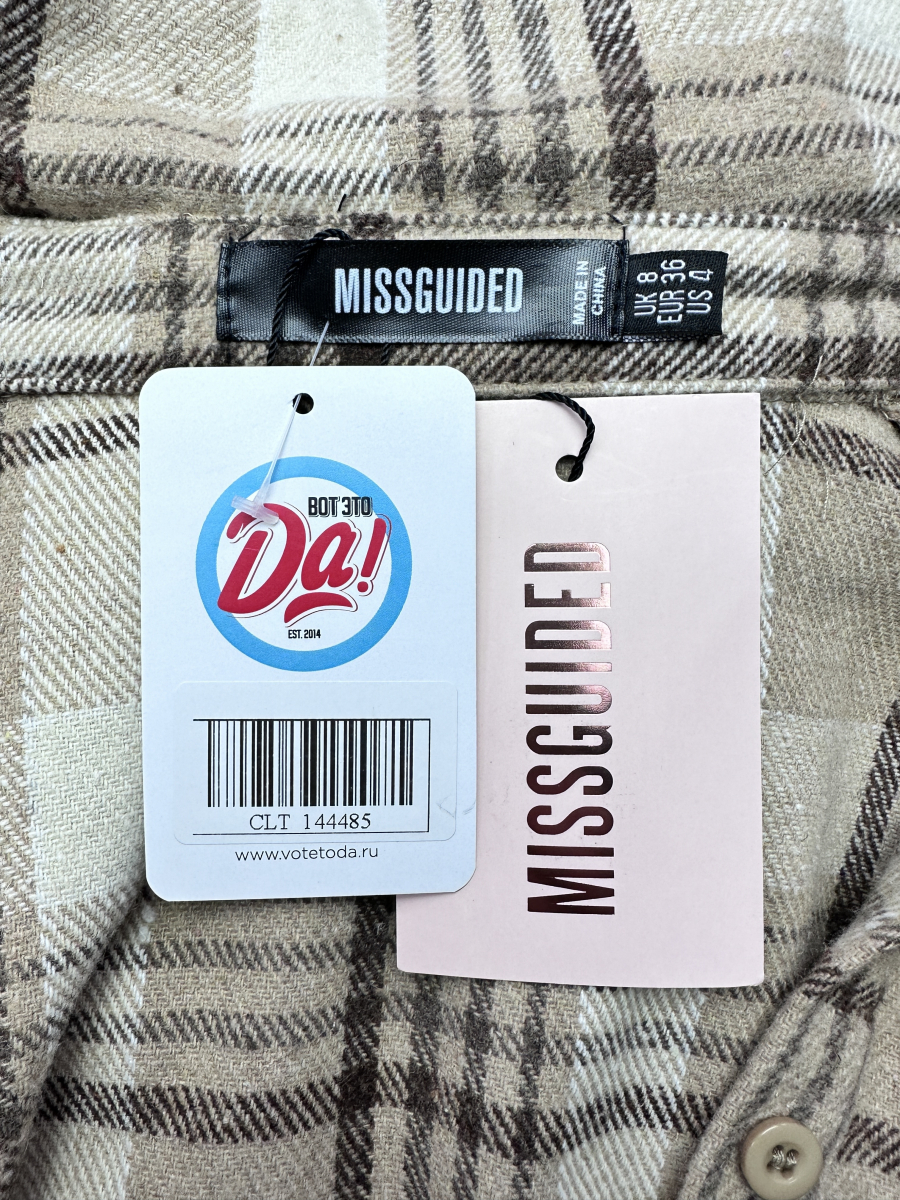 MISSGUIDED
MADE IN
CHINA
UK 8
EUR 36
US 4
ВОТ ЭТО
Да!
EST. 2014
CLT 144485
www.votetoda.ru
MISSGUIDED